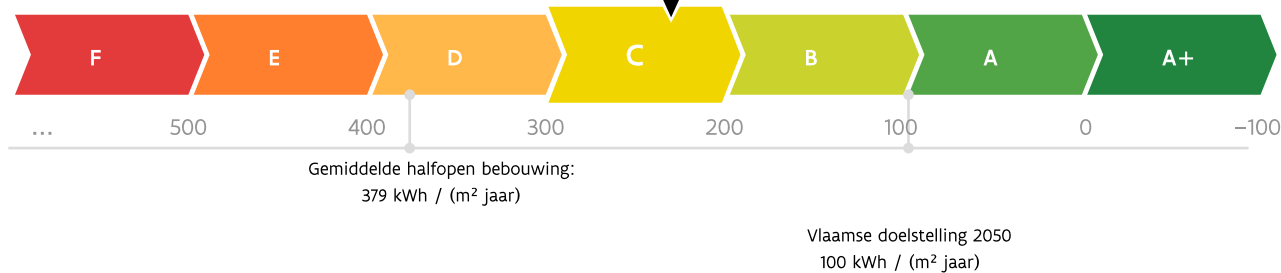 F E D C B A A+
... 500 400 300 200 100 0 −100
Gemiddelde halfopen bebouwing:
379 kWh / (m² jaar)
Vlaamse doelstelling 2050
100 kWh / (m² jaar)